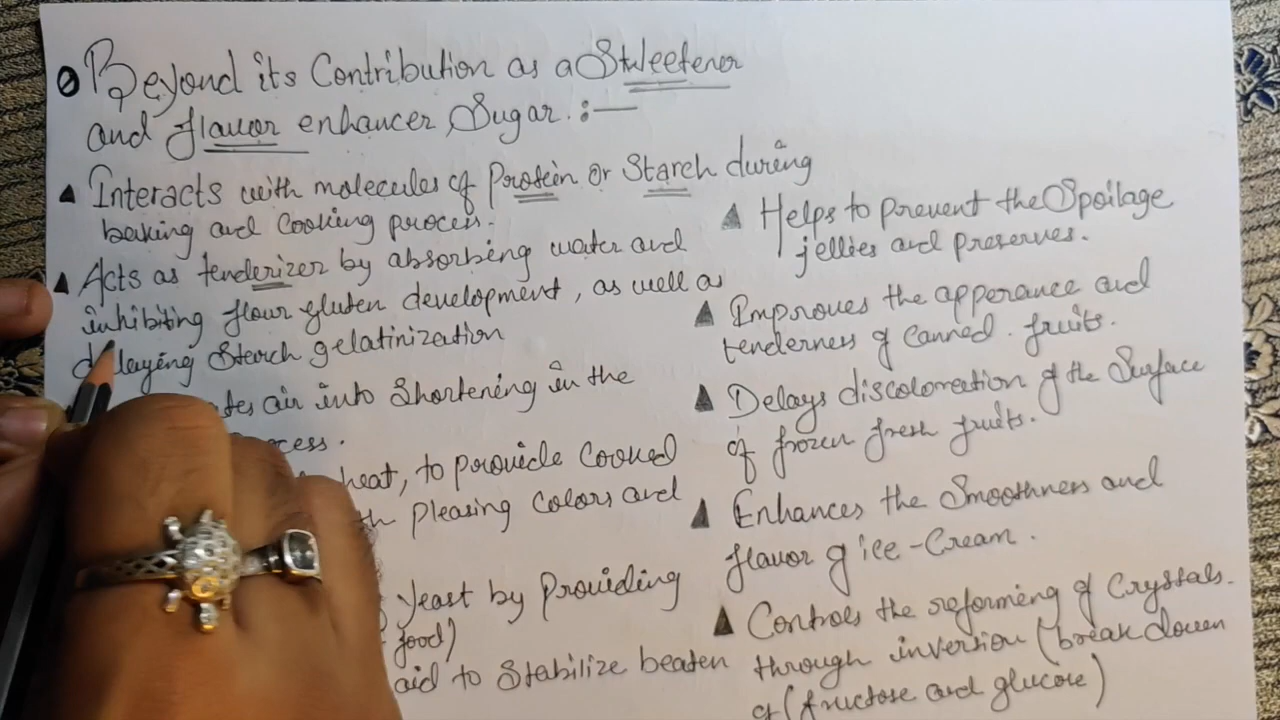 Beyond its Contribution as a Sweetener
and flavor enhancer Sugar :—
Interacts with molecules of Protein or Starch during
baking and Cooking process.
Acts as tenderizer by absorbing water and
inhibiting flour gluten development, as well as
delaying Starch gelatinization
air into Shortening in the
heat, to provide Cooked
pleasing Colors and
yeast by Providing
food)
aid to Stabilize beaten
Helps to prevent the Spoilage
jellies and preserves.
Improves the apperance and
tenderness of Canned. fruits.
Delays discoloration of the Surface
of frozen fresh fruits.
Enhances the Smoothness and
flavor of ice-Cream.
Controls the reforming of Crystals.
through invertion (break down
of (fructose and glucose)